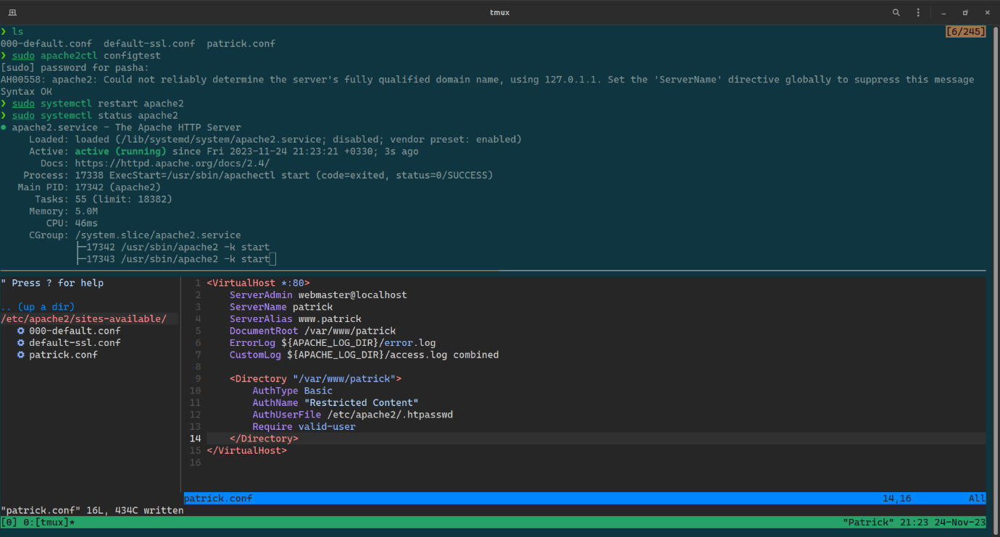 tmux
❯ ls
[6/245]
000-default.conf  default-ssl.conf  patrick.conf
❯ sudo apache2ctl configtest
[sudo] password for pasha:
AH00558: apache2: Could not reliably determine the server's fully qualified domain name, using 127.0.1.1. Set the 'ServerName' directive globally to suppress this message
Syntax OK
❯ sudo systemctl restart apache2
❯ sudo systemctl status apache2
● apache2.service - The Apache HTTP Server
     Loaded: loaded (/lib/systemd/system/apache2.service; disabled; vendor preset: enabled)
     Active: active (running) since Fri 2023-11-24 21:23:21 +0330; 3s ago
       Docs: https://httpd.apache.org/docs/2.4/
    Process: 17338 ExecStart=/usr/sbin/apachectl start (code=exited, status=0/SUCCESS)
   Main PID: 17342 (apache2)
      Tasks: 55 (limit: 18382)
     Memory: 5.0M
        CPU: 46ms
     CGroup: /system.slice/apache2.service
             ├─17342 /usr/sbin/apache2 -k start
             ├─17343 /usr/sbin/apache2 -k start
" Press ? for help
.. (up a dir)
/etc/apache2/sites-available/
000-default.conf
default-ssl.conf
patrick.conf
1 <VirtualHost *:80>
2     ServerAdmin webmaster@localhost
3     ServerName patrick
4     ServerAlias www.patrick
5     DocumentRoot /var/www/patrick
6     ErrorLog ${APACHE_LOG_DIR}/error.log
7     CustomLog ${APACHE_LOG_DIR}/access.log combined
8
9     <Directory "/var/www/patrick">
10         AuthType Basic
11         AuthName "Restricted Content"
12         AuthUserFile /etc/apache2/.htpasswd
13         Require valid-user
14     </Directory>
15 </VirtualHost>
16
patrick.conf 14,16 All
"patrick.conf" 16L, 434C written
[0] 0:[tmux]* "Patrick" 21:23 24-Nov-23